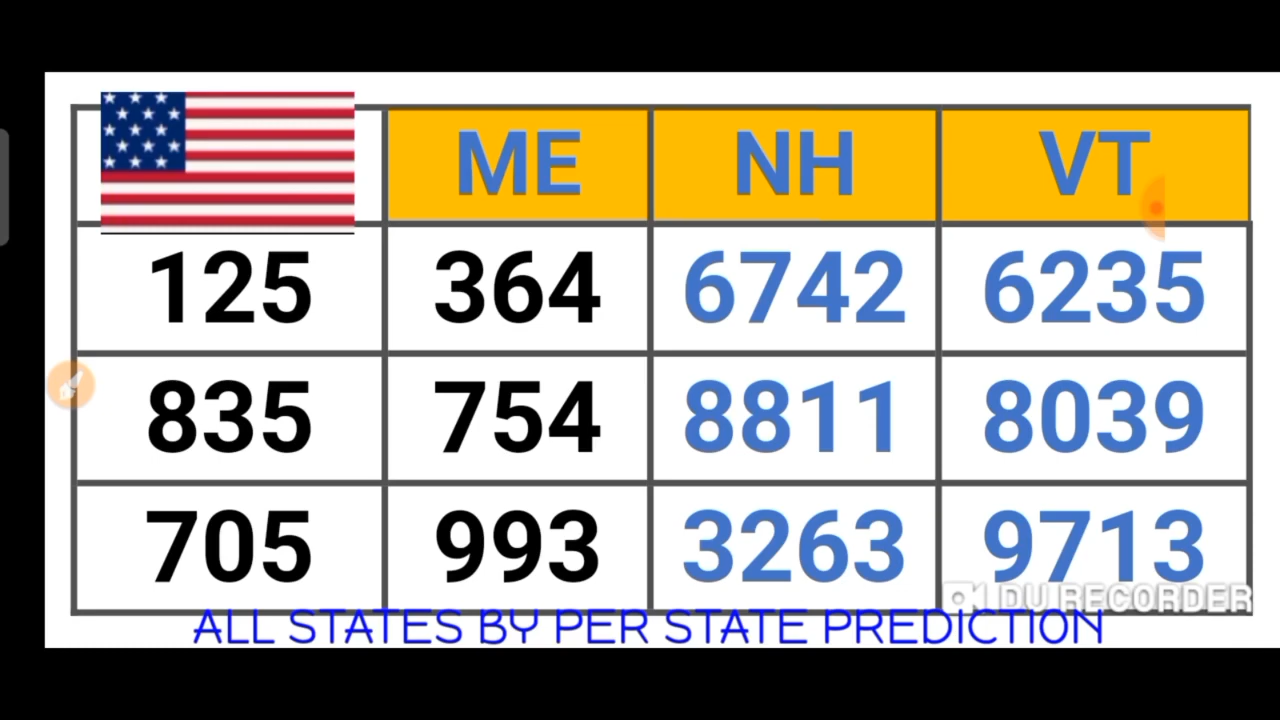 ME NH VT
125 364 6742 6235
835 754 8811 8039
705 993 3263 9713
DU RECORDER
ALL STATES BY PER STATE PREDICTION